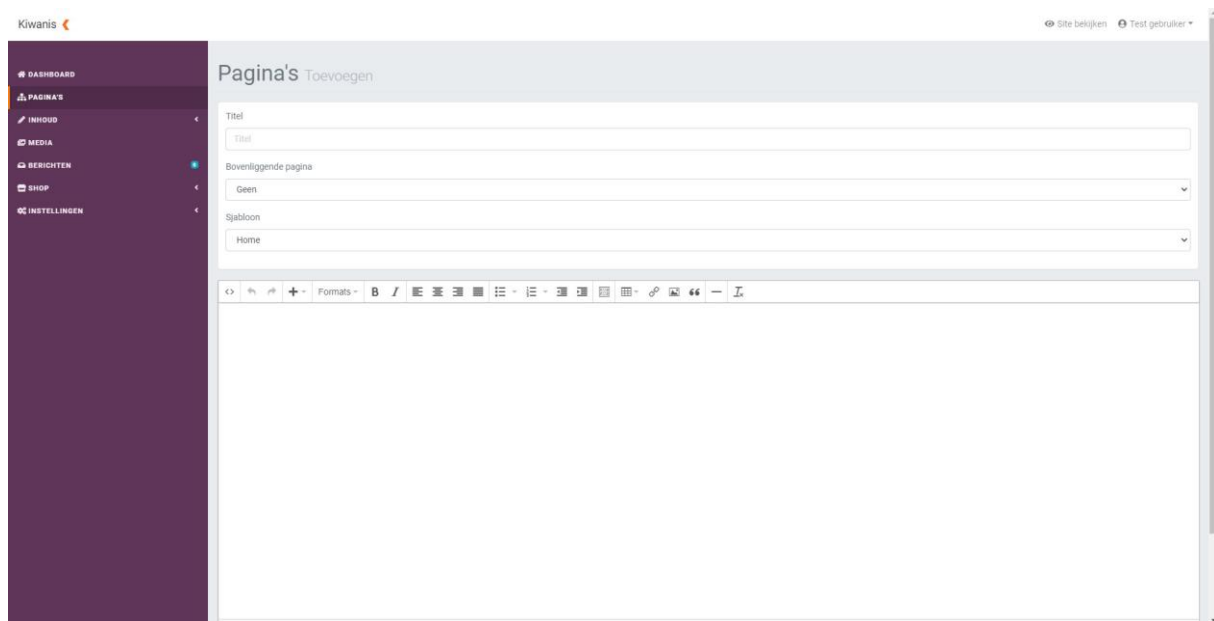 Kiwanis
Site bekijken
Test gebruiker
DASHBOARD
PAGINA'S
INHOUD
MEDIA
BERICHTEN
SHOP
INSTELLINGEN
Pagina's Toevoegen
Titel
Titel
Bovenliggende pagina
Geen
Sjabloon
Home
Formats